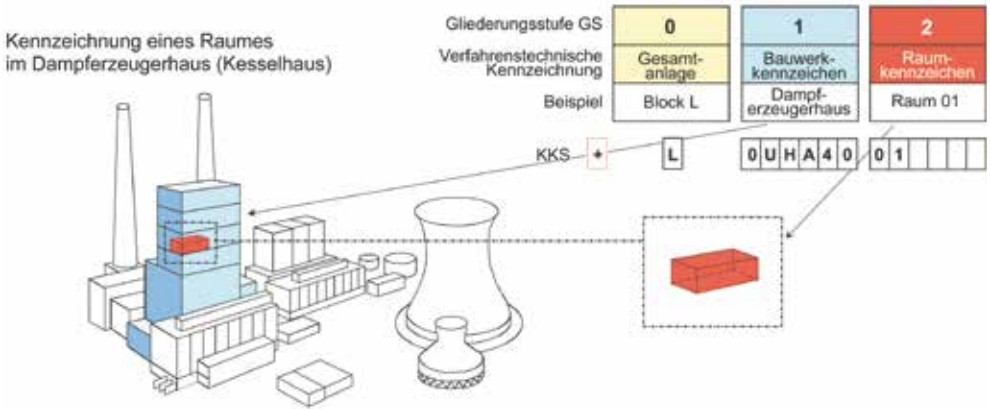 Kennzeichnung eines Raumes
im Dampferzeugerhaus (Kesselhaus)
Gliederungsstufe GS
0
1
2
Verfahrenstechnische
Kennzeichnung
Gesamt-
anlage
Bauwerk-
kennzeichen
Raum-
kennzeichen
Beispiel
Block L
Dampf-
erzeugerhaus
Raum 01
KKS + L 0UHA40 01